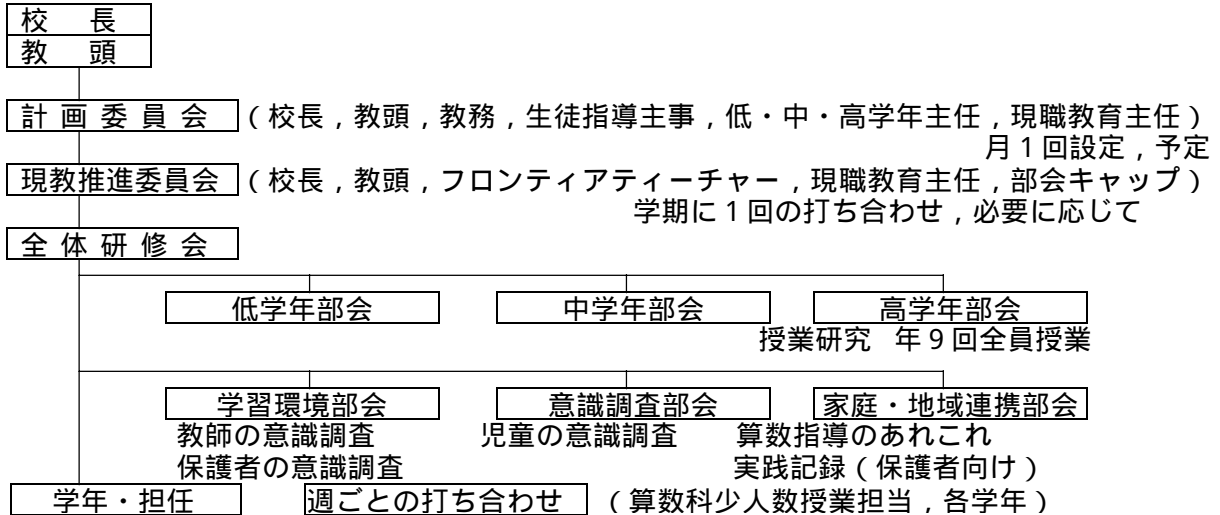 校 長
教 頭
計 画 委 員 会 (校長,教頭,教務,生徒指導主事,低・中・高学年主任,現職教育主任)
月1回設定,予定
現教推進委員会 (校長,教頭,フロンティアティーチャー,現職教育主任,部会キャップ)
学期に1回の打ち合わせ,必要に応じて
全 体 研 修 会
低学年部会 中学年部会 高学年部会
授業研究 年9回全員授業
学習環境部会 意識調査部会 家庭・地域連携部会
教師の意識調査 児童の意識調査 算数指導のあれこれ
保護者の意識調査 実践記録(保護者向け)
学年・担任 週ごとの打ち合わせ (算数科少人数授業担当,各学年)